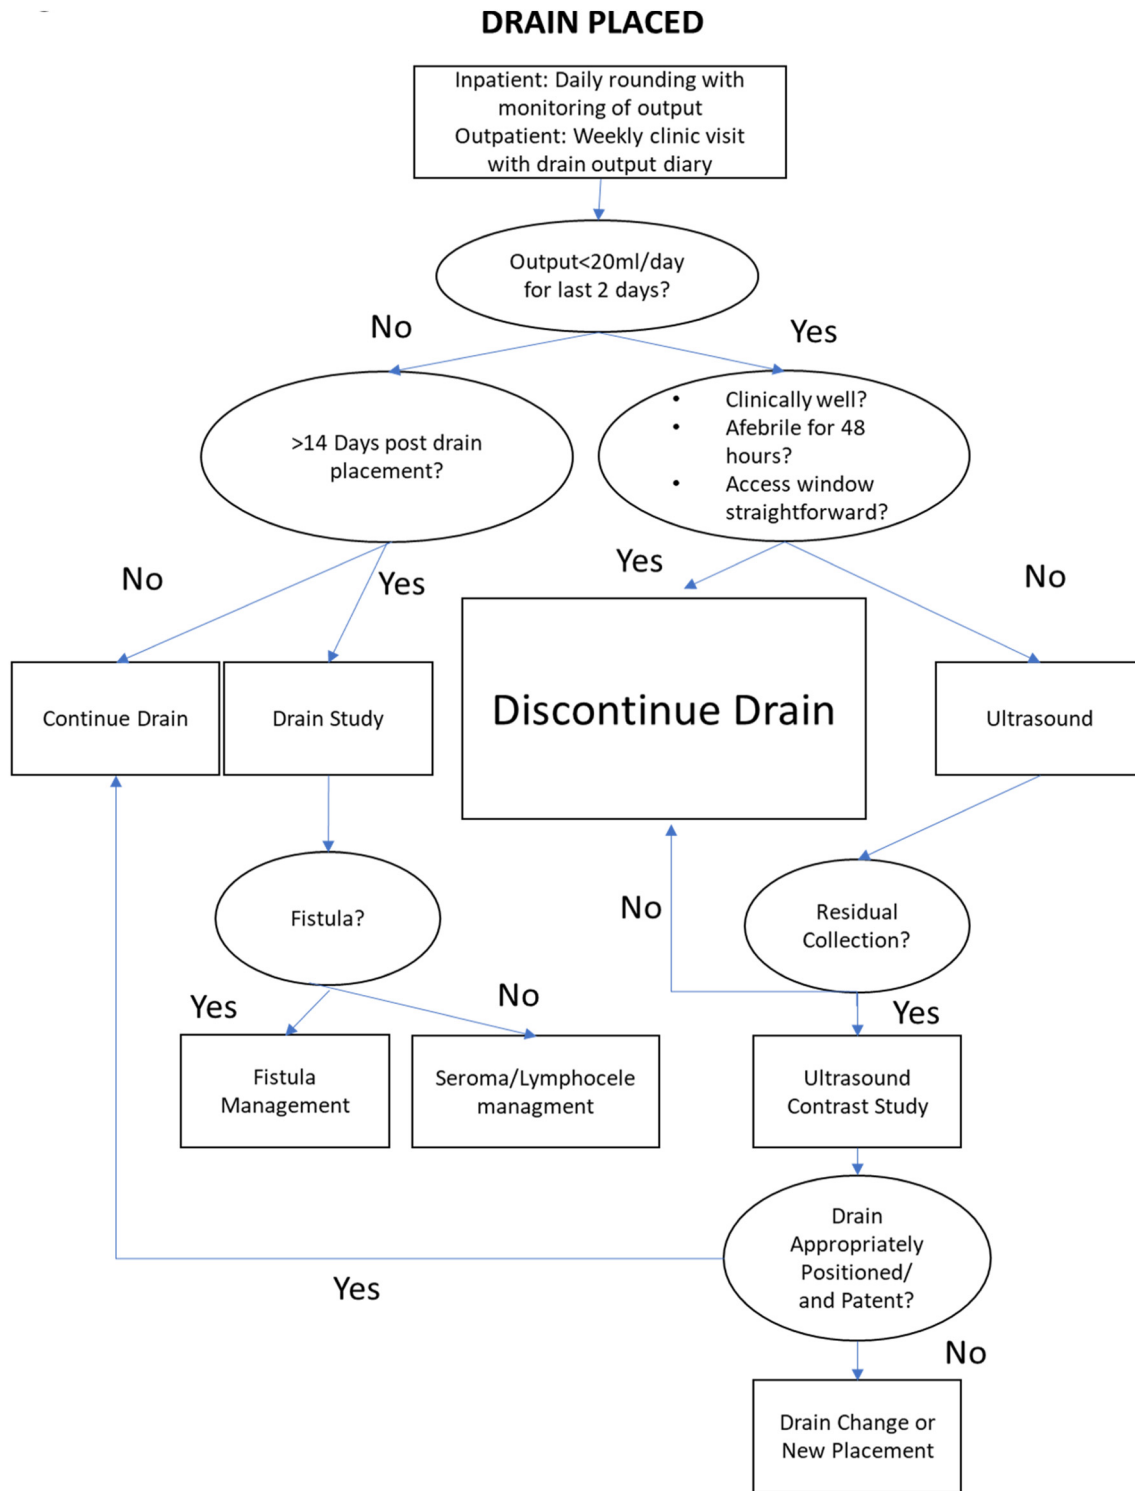 DRAIN PLACED
Inpatient: Daily rounding with
monitoring of output
Outpatient: Weekly clinic visit
with drain output diary
Output<20ml/day
for last 2 days?
No
Yes
>14 Days post drain
placement?
• Clinically well?
• Afebrile for 48
hours?
• Access window
straightforward?
No
Yes
Yes
No
Continue Drain
Drain Study
Discontinue Drain
Ultrasound
Fistula?
No
Residual
Collection?
Yes
No
Yes
Fistula
Management
Seroma/Lymphocele
managment
Ultrasound
Contrast Study
Drain
Appropriately
Positioned/
and Patent?
Yes
No
Drain Change or
New Placement